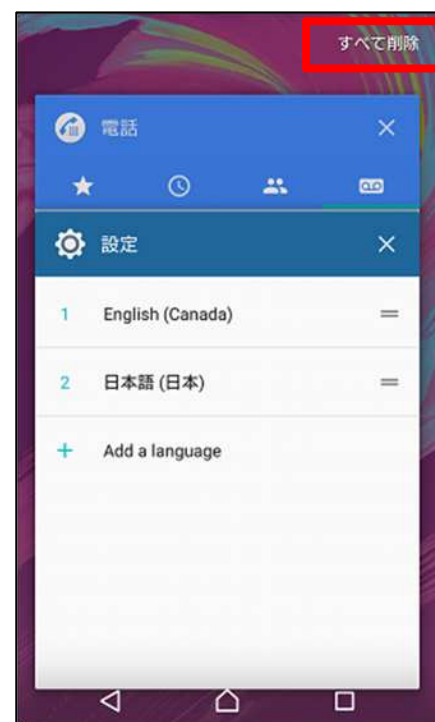 すべて削除
電話
設定
1 English (Canada)
2 日本語 (日本)
+ Add a language